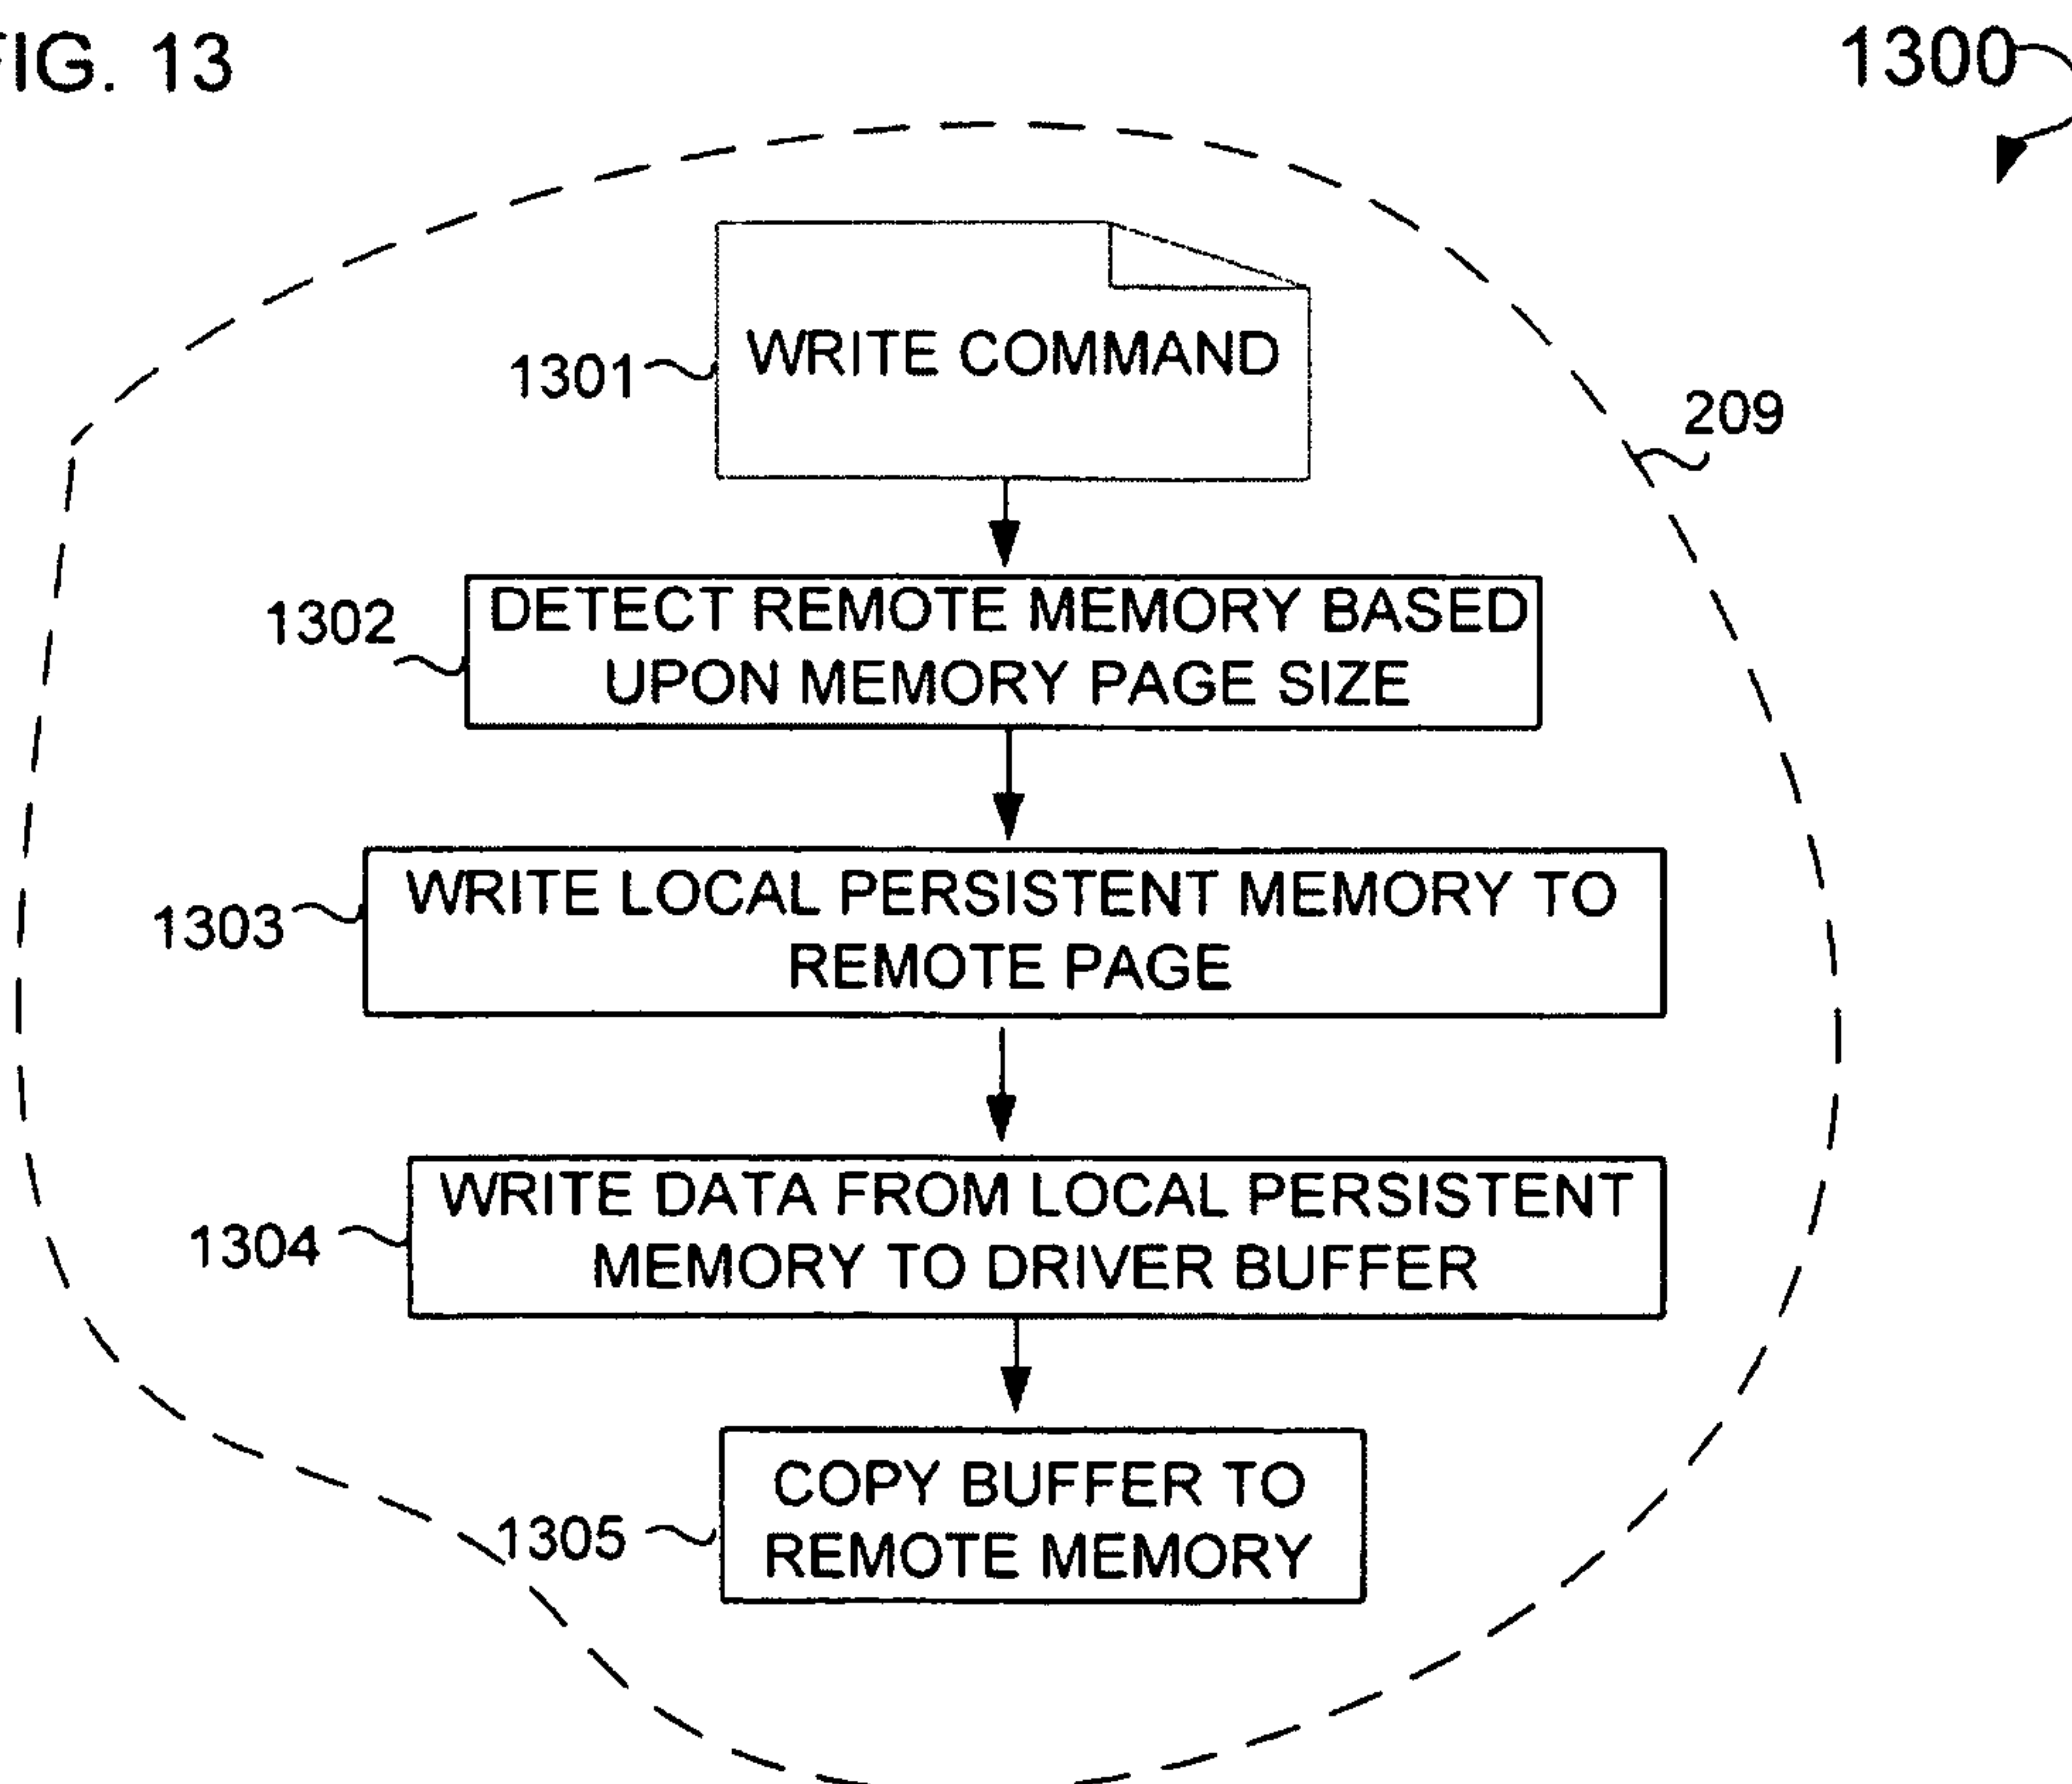 FIG. 13
1300
WRITE COMMAND
1301
209
DETECT REMOTE MEMORY BASED
UPON MEMORY PAGE SIZE
1302
WRITE LOCAL PERSISTENT MEMORY TO
REMOTE PAGE
1303
WRITE DATA FROM LOCAL PERSISTENT
MEMORY TO DRIVER BUFFER
1304
COPY BUFFER TO
REMOTE MEMORY
1305